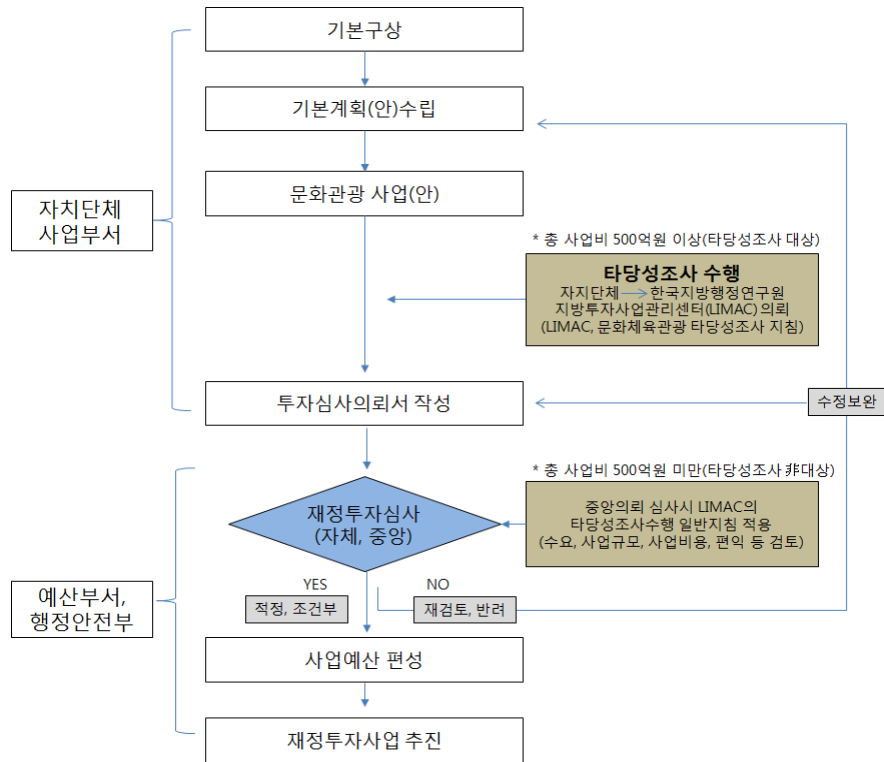 기본구상
기본계획(안)수립
문화관광 사업(안)
자치단체
사업부서
* 총 사업비 500억원 이상(타당성조사 대상)
타당성조사 수행
자지단체 → 한국지방행정연구원
지방투자사업관리센터(LIMAC) 의뢰
(LIMAC, 문화체육관광 타당성조사 지침)
투자심사의뢰서 작성
수정보완
* 총 사업비 500억원 미만(타당성조사 非대상)
재정투자심사
(자체, 중앙)
중앙의뢰 심사시 LIMAC의
타당성조사수행 일반지침 적용
(수요, 사업규모, 사업비용, 편익 등 검토)
예산부서,
행정안전부
YES
NO
적정, 조건부
재검토, 반려
사업예산 편성
재정투자사업 추진